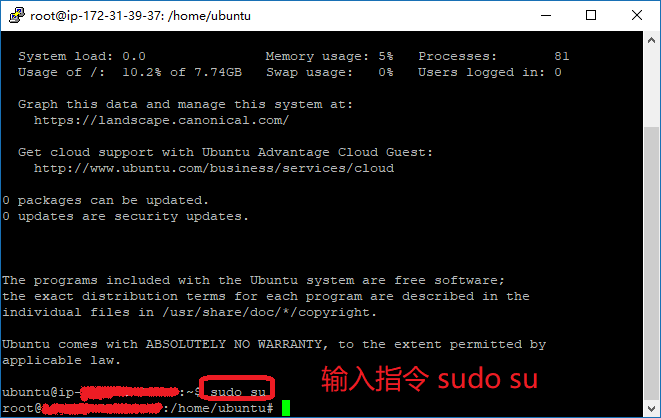 root@ip-172-31-39-37: /home/ubuntu
System load: 0.0 Memory usage: 5% Processes: 81
Usage of /: 10.2% of 7.74GB Swap usage: 0% Users logged in: 0
Graph this data and manage this system at:
https://landscape.canonical.com/
Get cloud support with Ubuntu Advantage Cloud Guest:
http://www.ubuntu.com/business/services/cloud
0 packages can be updated.
0 updates are security updates.
The programs included with the Ubuntu system are free software;
the exact distribution terms for each program are described in the
individual files in /usr/share/doc/*/copyright.
Ubuntu comes with ABSOLUTELY NO WARRANTY, to the extent permitted by
applicable law.
ubuntu@ip- :~$ sudo su
输入指令 sudo su
root@ :/home/ubuntu#